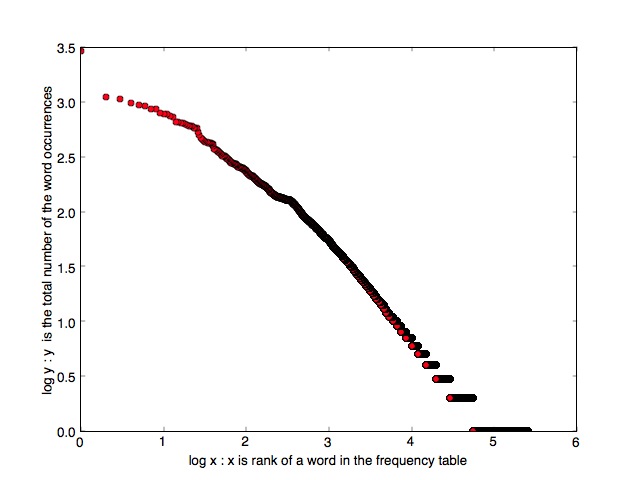 3.5
3.0
2.5
2.0
1.5
1.0
0.5
0.0
0 1 2 3 4 5 6
log y : y is the total number of the word occurrences
log x : x is rank of a word in the frequency table